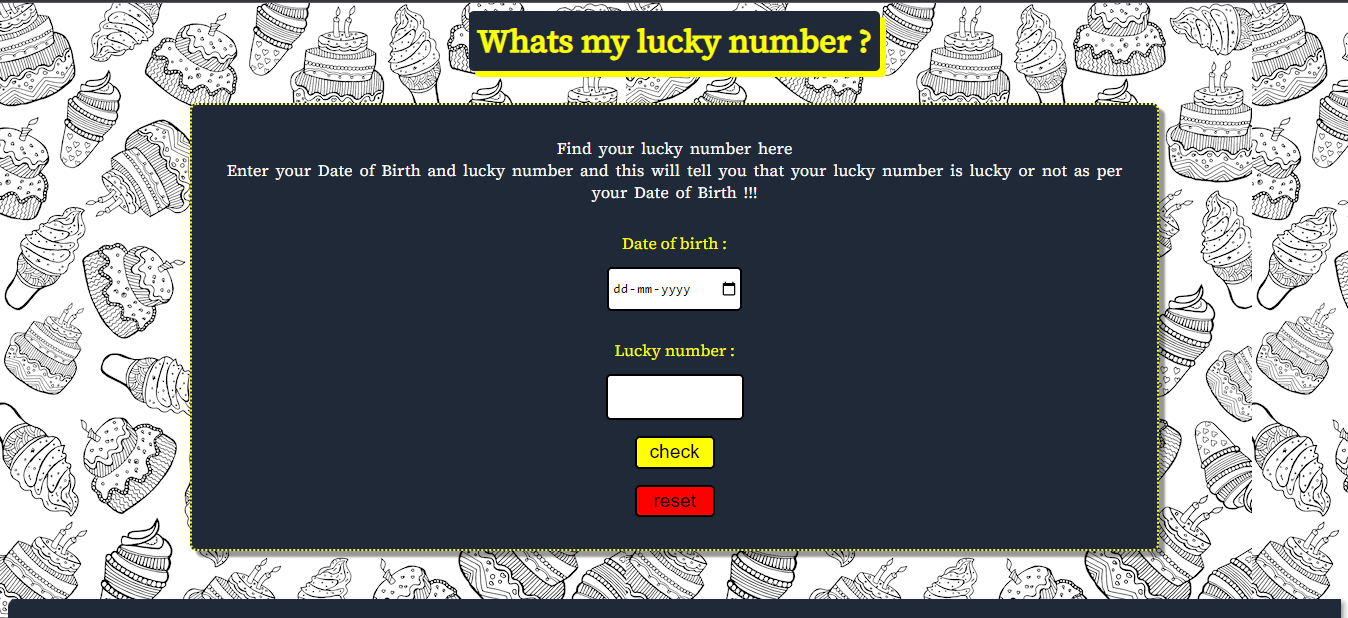 Whats my lucky number ?
Find your lucky number here
Enter your Date of Birth and lucky number and this will tell you that your lucky number is lucky or not as per
your Date of Birth !!!
Date of birth :
dd-mm-yyyy
Lucky number :
check
reset